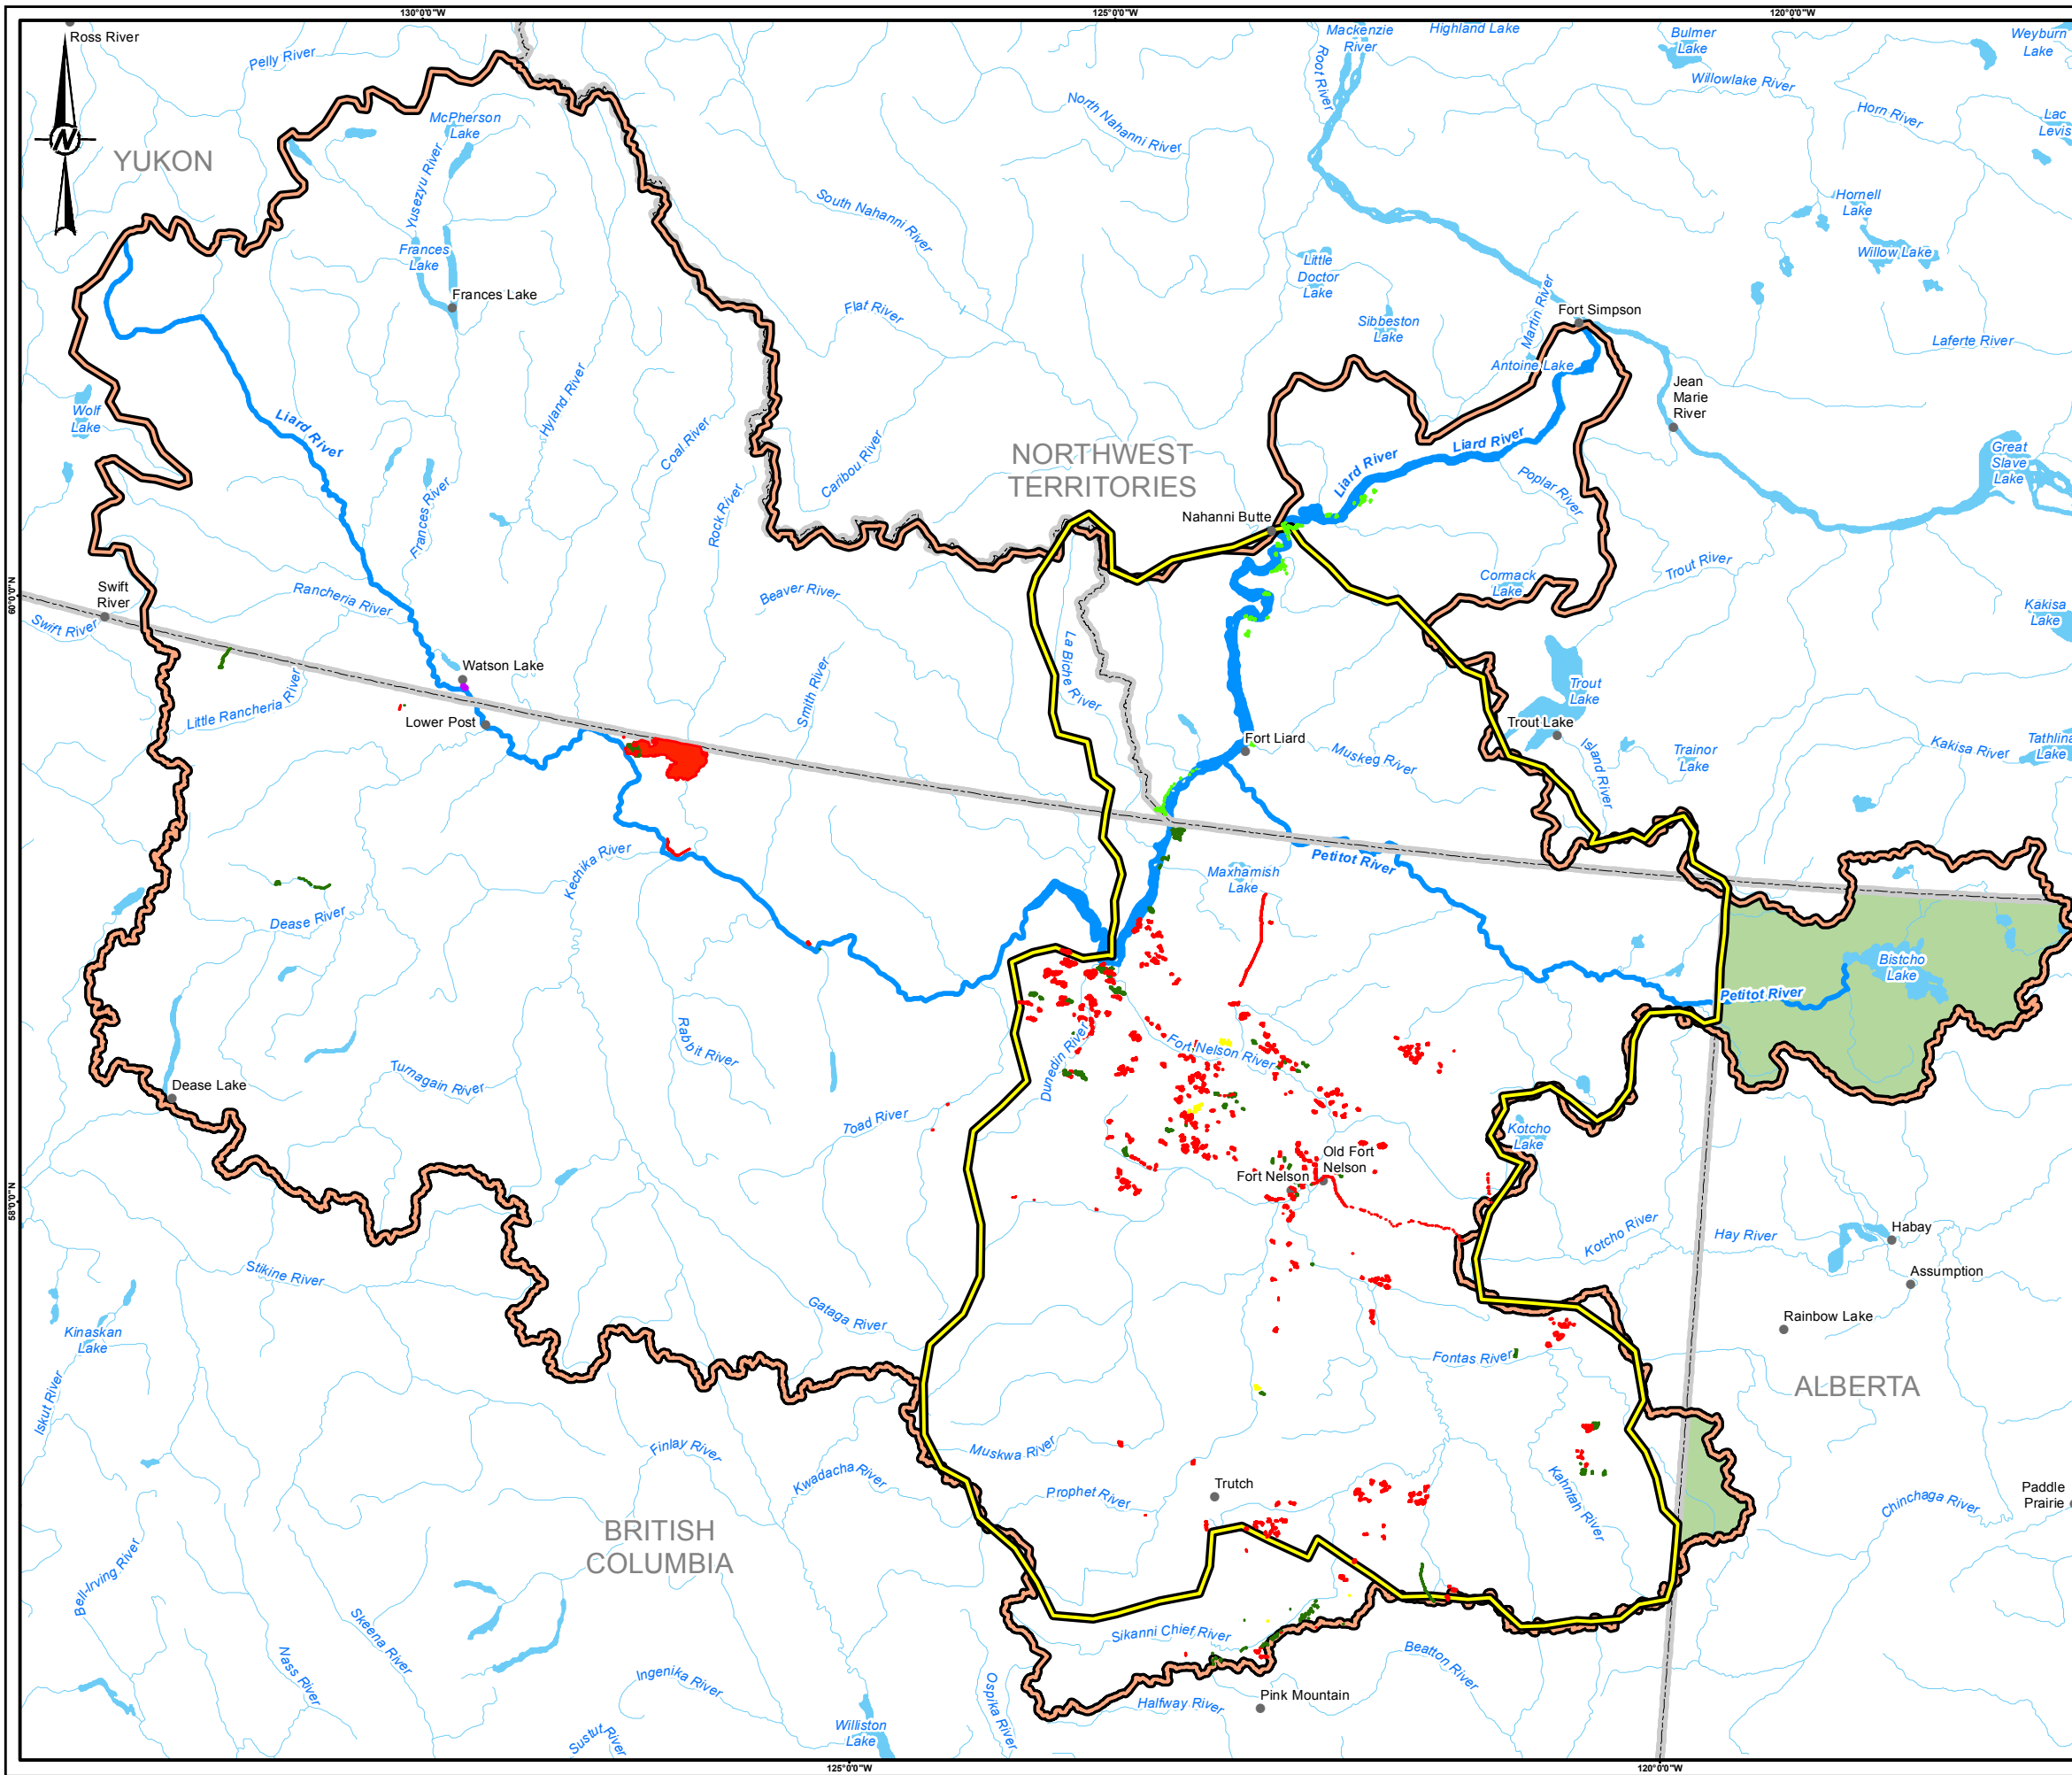 130°0'0"W
125°0'0"W
120°0'0"W
Ross River
Pelly River
Mackenzie
River
Highland Lake
Bulmer
Lake
Weyburn
Lake
Root River
Willowlake River
McPherson
Lake
North Nahanni River
Horn River
Lac
Levis
N
YUKON
Yusezyu River
South Nahanni River
Hornell
Lake
Willow Lake
Frances
Lake
Frances Lake
Little
Doctor
Lake
Flat River
Sibbeston
Lake
Martin River
Fort Simpson
Antoine Lake
Laferte River
Jean
Marie
River
Wolf
Lake
Liard River
Hyland River
Coal River
Caribou River
NORTHWEST
TERRITORIES
Liard River
Liard River
Poplar River
Great
Slave
Lake
Frances River
Rock River
Nahanni Butte
60°0'0"N
Swift
River
Swift River
Rancheria River
Beaver River
Cormack
Lake
Trout River
Kakisa
Lake
La Biche River
Watson Lake
Little Rancheria River
Lower Post
Smith River
Trout
Lake
Trout Lake
Fort Liard
Muskeg River
Island River
Trainor
Lake
Kakisa River
Tathlina
Lake
Kechika River
Petitot River
Maxhamish
Lake
Dease River
Bistcho
Lake
Petitot River
Rabbit River
Turnagain River
Dease Lake
Dunedin River
Fort Nelson River
Toad River
Kotcho
Lake
Old Fort
Nelson
Fort Nelson
58°0'0"N
Kotcho River
Hay River
Habay
Stikine River
Assumption
Gataga River
Rainbow Lake
Kinaskan
Lake
Fontas River
ALBERTA
Iskut River
Finlay River
Kwadacha River
Muskwa River
Prophet River
Trutch
Kahntah River
Chinchaga River
Paddle
Prairie
BRITISH
COLUMBIA
Bell-Irving River
Skeena River
Nass River
Sikanni Chief River
Beatton River
Ingenika River
Ospika River
Halfway River
Pink Mountain
Sustut River
Williston
Lake
125°0'0"W
120°0'0"W